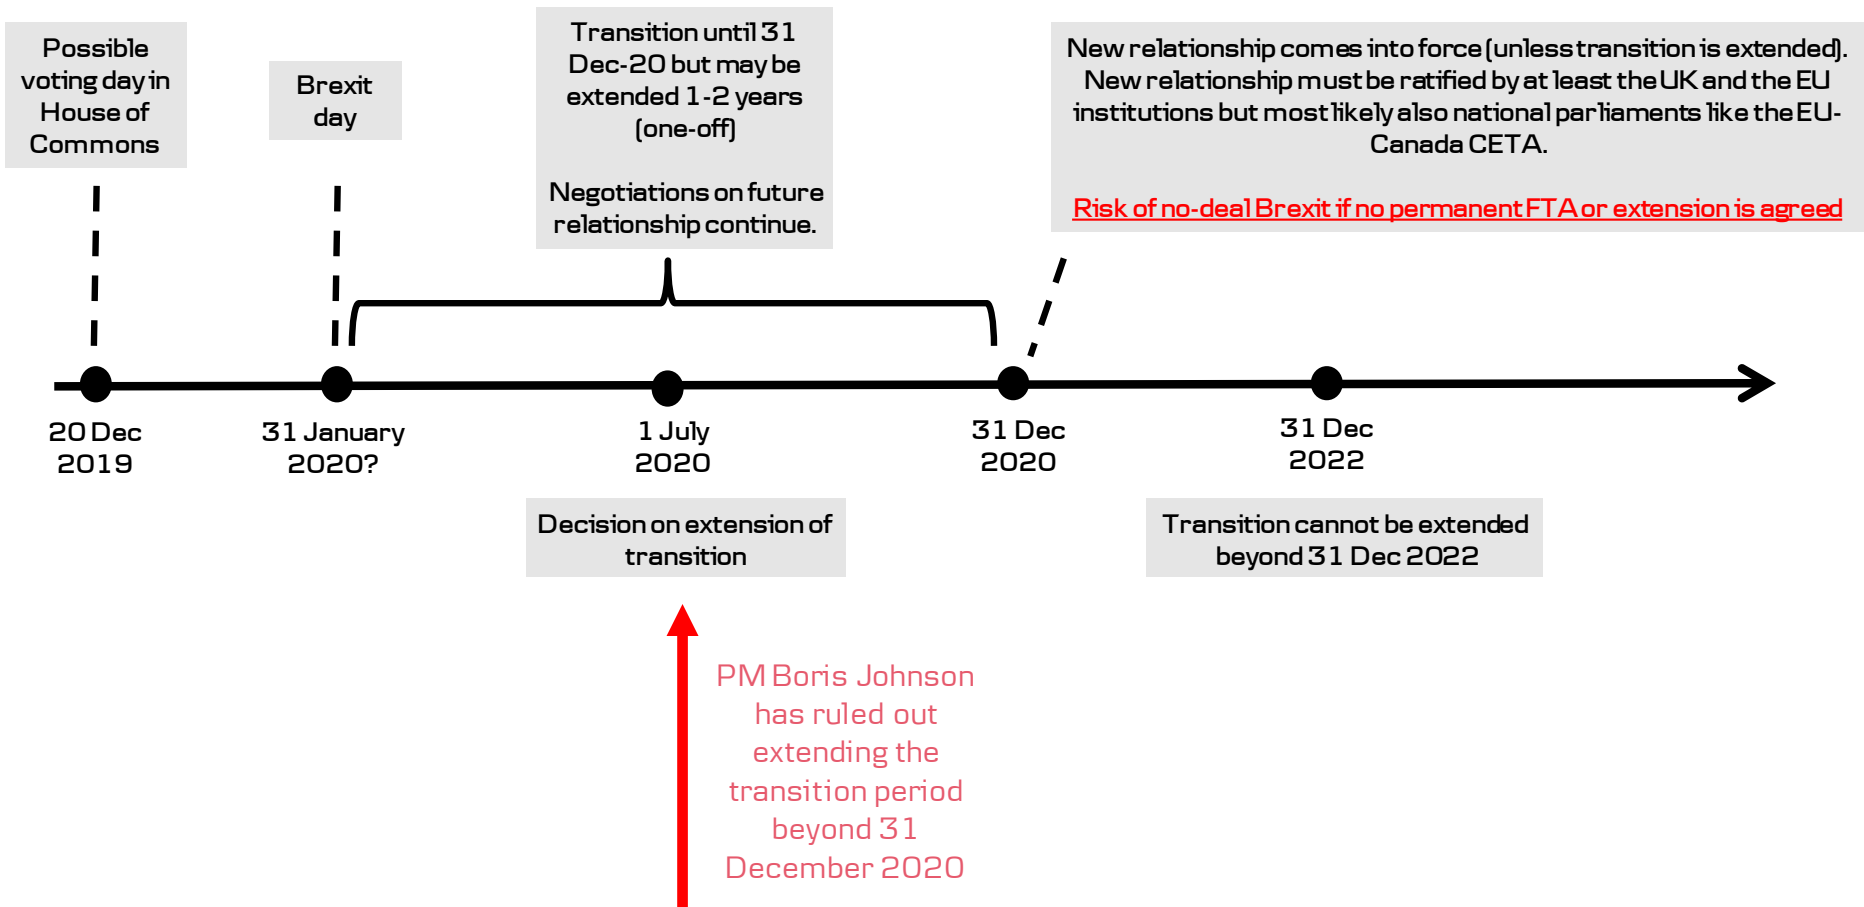 Possible
voting day in
House of
Commons
Brexit
day
Transition until 31
Dec-20 but may be
extended 1-2 years
(one-off)
Negotiations on future
relationship continue.
New relationship comes into force (unless transition is extended).
New relationship must be ratified by at least the UK and the EU
institutions but most likely also national parliaments like the EU-
Canada CETA.
Risk of no-deal Brexit if no permanent FTA or extension is agreed
20 Dec
2019
31 January
2020?
1 July
2020
31 Dec
2020
31 Dec
2022
Decision on extension of
transition
Transition cannot be extended
beyond 31 Dec 2022
PM Boris Johnson
has ruled out
extending the
transition period
beyond 31
December 2020